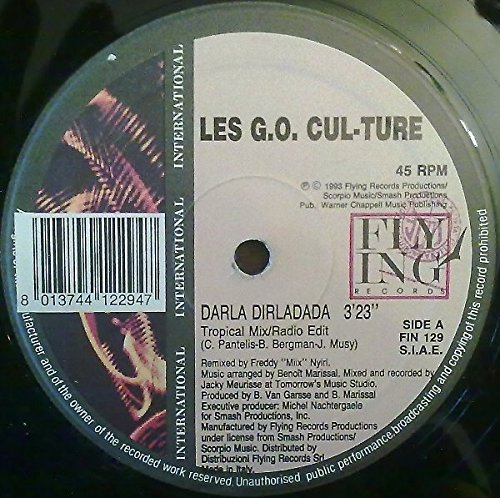 LES G.O. CUL-TURE
45 RPM
℗ © 1993 Flying Records Productions/
Scorpio Music/Smash Productions
Pub. Warner Chappell Music Publishing
FLY
ING
RECORDS
DARLA DIRLADADA 3'23''
Tropical Mix/Radio Edit
(C. Pantelis-B. Bergman-J. Musy)
SIDE A
FIN 129
S.I.A.E.
Remixed by Freddy "Miix" Nyiri.
Music arranged by Benoît Marissal. Mixed and recorded by
Jacky Meurisse at Tomorrow's Music Studio.
Produced by B. Van Garsse and B. Marissal
Executive producer: Michel Nachtergaele
for Smash Productions, Inc.
Manufactured by Flying Records Productions
under license from Smash Productions/
Scorpio Music. Distributed by
Distribuzioni Flying Records Srl
Made in Italy.
INTERNATIONAL
INTERNATIONAL
INTERNATIONAL
INTERNATIONAL
8 013744 122947
manufacturer and of the owner of the recorded work reserved Unauthorised public performance,broadcasting and copying of this record prohibited